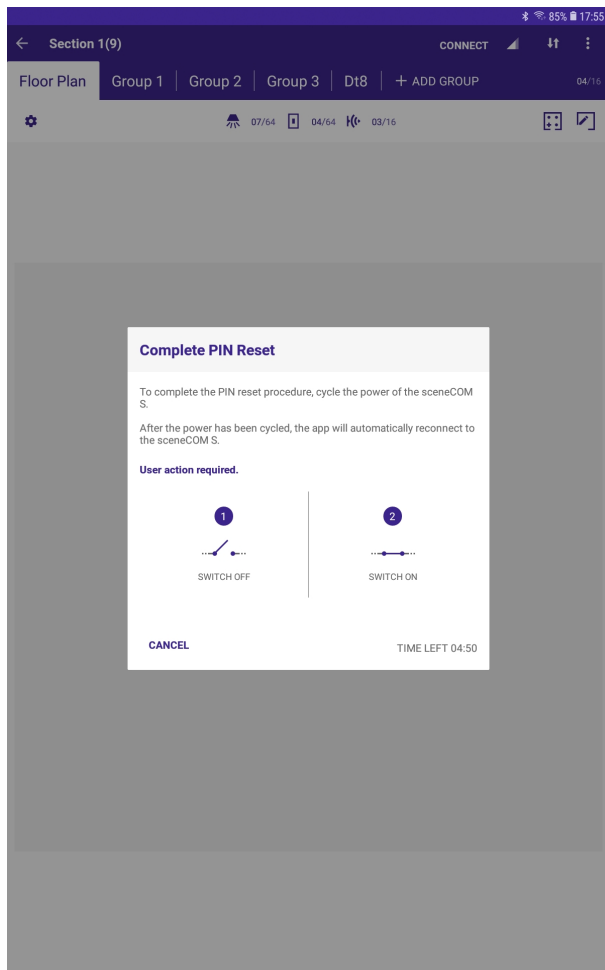 85% 17:55
Section 1(9) CONNECT
Floor Plan Group 1 Group 2 Group 3 Dt8 + ADD GROUP 04/16
07/64 04/64 03/16
Complete PIN Reset
To complete the PIN reset procedure, cycle the power of the sceneCOM
S.
After the power has been cycled, the app will automatically reconnect to
the sceneCOM S.
User action required.
1 2
SWITCH OFF SWITCH ON
CANCEL TIME LEFT 04:50